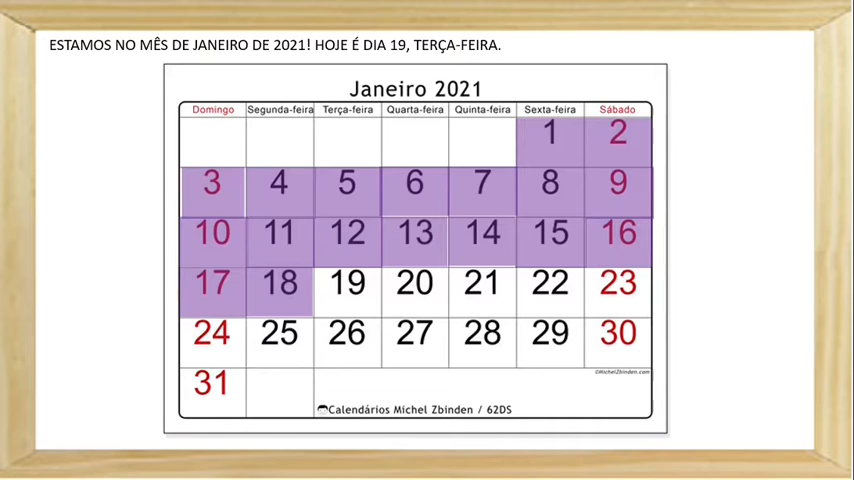 ESTAMOS NO MÊS DE JANEIRO DE 2021! HOJE É DIA 19, TERÇA-FEIRA.
Janeiro 2021
Domingo Segunda-feira Terça-feira Quarta-feira Quinta-feira Sexta-feira Sábado
1 2
3 4 5 6 7 8 9
10 11 12 13 14 15 16
17 18 19 20 21 22 23
24 25 26 27 28 29 30
©MichelZbinden.com
31
Calendários Michel Zbinden / 62DS